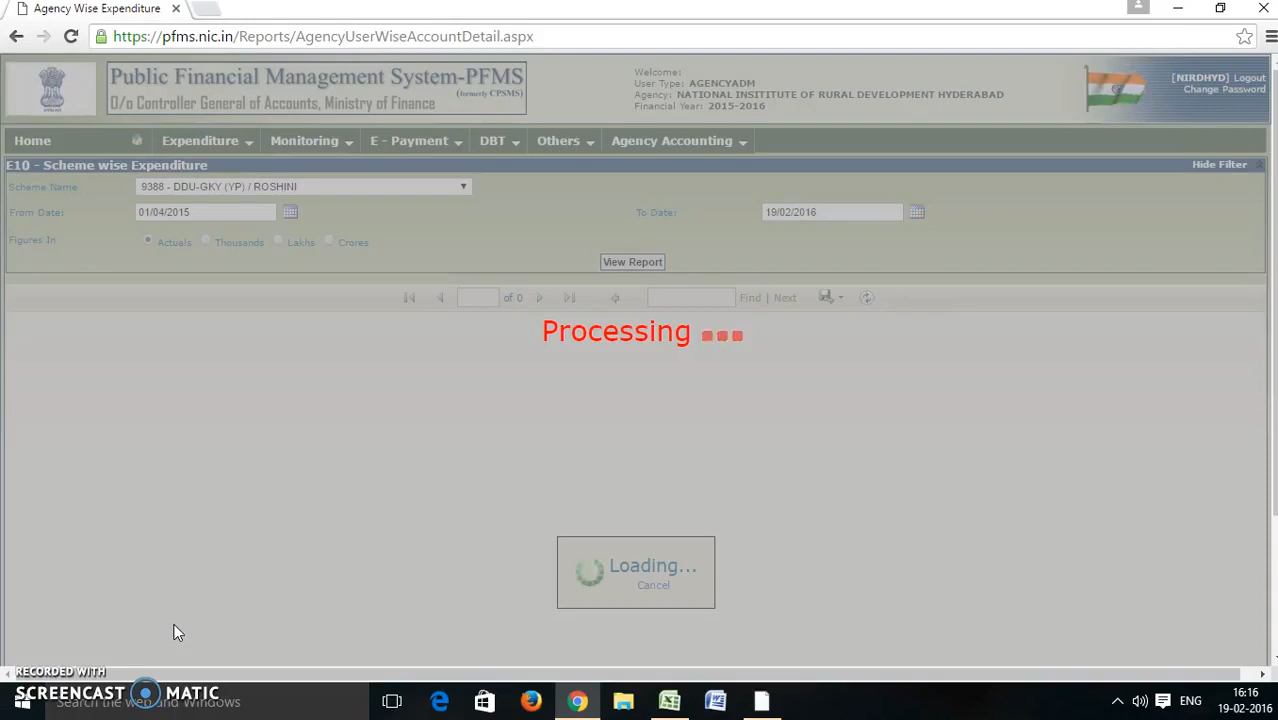 Agency Wise Expenditure
https://pfms.nic.in/Reports/AgencyUserWiseAccountDetail.aspx
Public Financial Management System-PFMS
(formerly CPSMS)
O/o Controller General of Accounts, Ministry of Finance
Welcome:
User Type: AGENCYADM
Agency: NATIONAL INSITITUTE OF RURAL DEVELOPMENT HYDERABAD
Financial Year: 2015-2016
[NIRDHYD] Logout
Change Password
Home Expenditure Monitoring E - Payment DBT Others Agency Accounting
E10 - Scheme wise Expenditure Hide Filter
Scheme Name: 9388 - DDU-GKY (YP) / ROSHINI
From Date: 01/04/2015 To Date: 19/02/2016
Figures In Actuals Thousands Lakhs Crores
View Report
of 0 Find | Next
Processing
Loading...
Cancel
RECORDED WITH
SCREENCAST MATIC
Search the web and Windows
ENG
16:16
19-02-2016